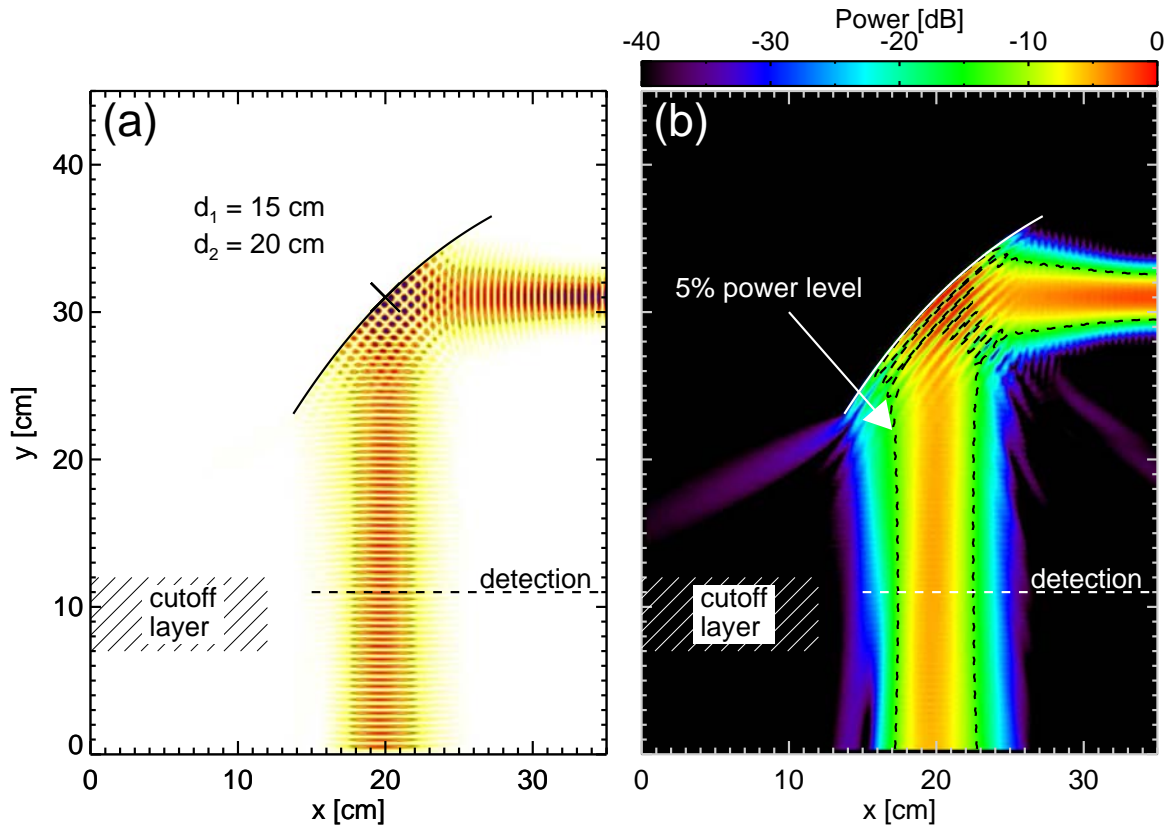 Power [dB]
-40 -30 -20 -10 0
(a)
(b)
40
30
20
10
0
y [cm]
d1 = 15 cm
d2 = 20 cm
5% power level
detection
detection
cutoff
layer
cutoff
layer
0 10 20 30
0 10 20 30
x [cm]
x [cm]